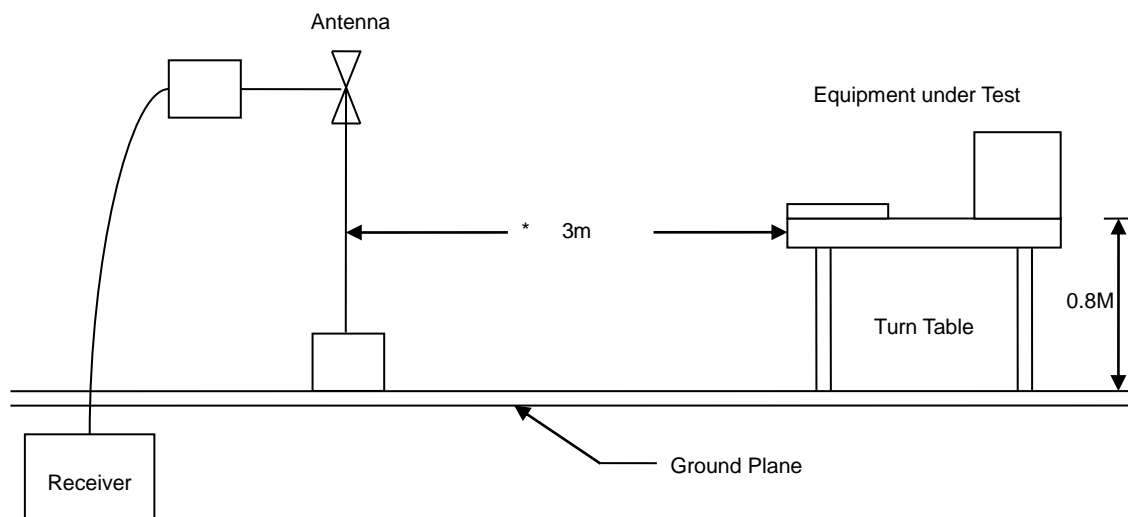 Antenna
Equipment under Test
* 3m
0.8M
Turn Table
Ground Plane
Receiver